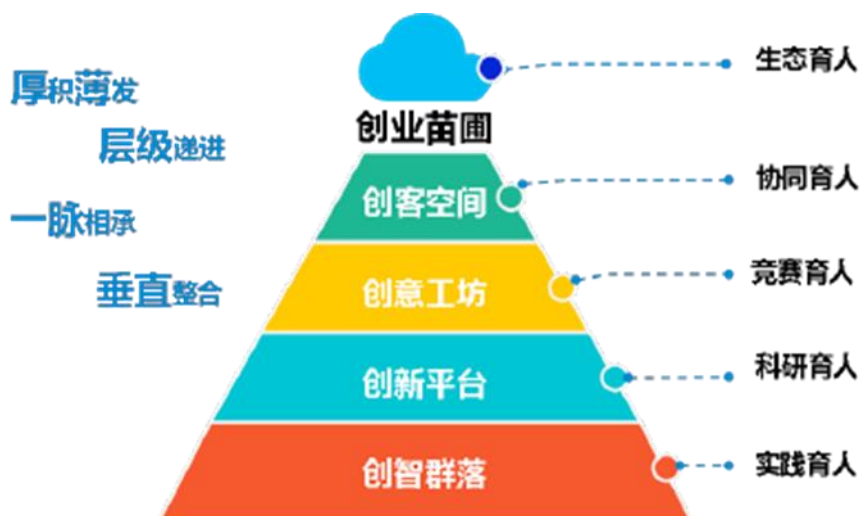 厚积薄发
层级递进
一脉相承
垂直整合
创业苗圃
创客空间
创意工坊
创新平台
创智群落
生态育人
协同育人
竞赛育人
科研育人
实践育人